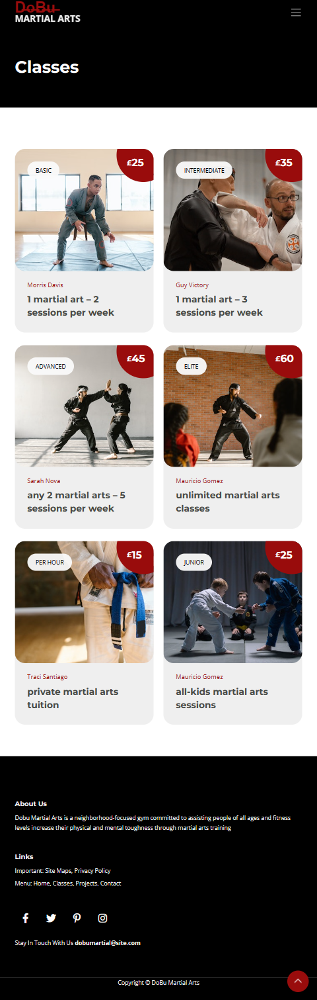 DoBu
MARTIAL ARTS
Classes
BASIC
£25
Morris Davis
1 martial art – 2
sessions per week
INTERMEDIATE
£35
Guy Victory
1 martial art – 3
sessions per week
ADVANCED
£45
Sarah Nova
any 2 martial arts – 5
sessions per week
ELITE
£60
Mauricio Gomez
unlimited martial arts
classes
PER HOUR
£15
Traci Santiago
private martial arts
tuition
JUNIOR
£25
Mauricio Gomez
all-kids martial arts
sessions
About Us
Dobu Martial Arts is a neighborhood-focused gym committed to assisting people of all ages and fitness
levels increase their physical and mental toughness through martial arts training
Links
Important: Site Maps, Privacy Policy
Menu: Home, Classes, Projects, Contact
Stay In Touch With Us dobumartial@site.com
Copyright © DoBu Martial Arts